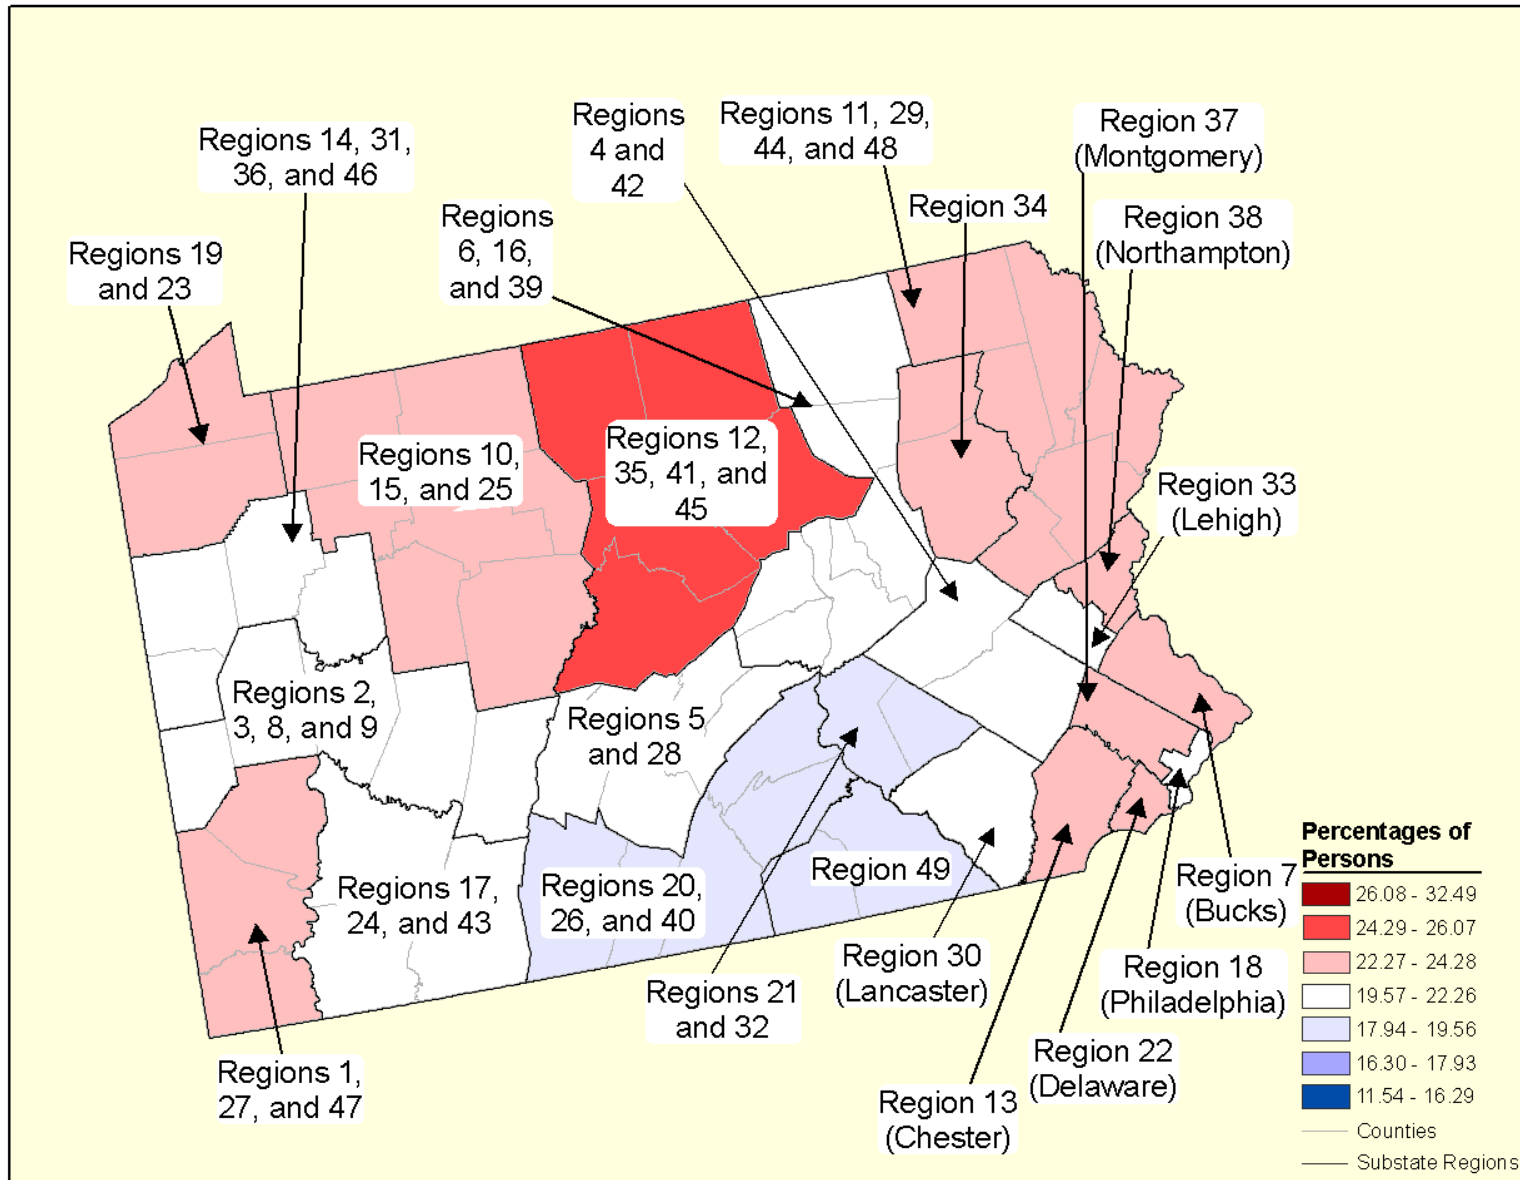 Regions 14, 31,
36, and 46
Regions
4 and
42
Regions 11, 29,
44, and 48
Region 37
(Montgomery)
Regions
6, 16,
and 39
Region 34
Region 38
(Northampton)
Regions 19
and 23
Regions 10,
15, and 25
Regions 12,
35, 41, and
45
Region 33
(Lehigh)
Regions 2,
3, 8, and 9
Regions 5
and 28
Regions 17,
24, and 43
Regions 20,
26, and 40
Region 49
Region 7
(Bucks)
Region 30
(Lancaster)
Region 18
(Philadelphia)
Regions 21
and 32
Region 22
(Delaware)
Regions 1,
27, and 47
Region 13
(Chester)
Percentages of
Persons
26.08 - 32.49
24.29 - 26.07
22.27 - 24.28
19.57 - 22.26
17.94 - 19.56
16.30 - 17.93
11.54 - 16.29
Counties
Substate Regions